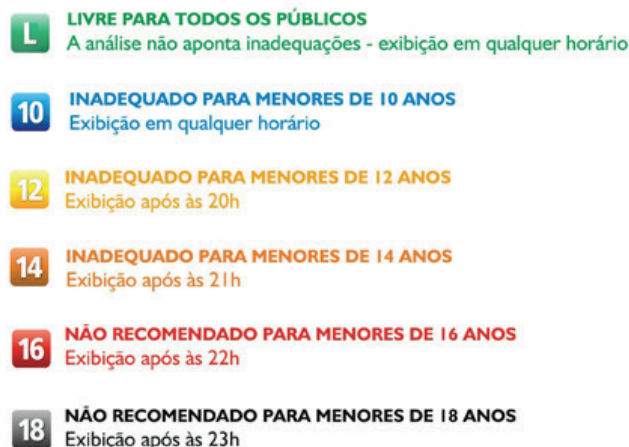 L
LIVRE PARA TODOS OS PÚBLICOS
A análise não aponta inadequações - exibição em qualquer horário
10
INADEQUADO PARA MENORES DE 10 ANOS
Exibição em qualquer horário
12
INADEQUADO PARA MENORES DE 12 ANOS
Exibição após às 20h
14
INADEQUADO PARA MENORES DE 14 ANOS
Exibição após às 21h
16
NÃO RECOMENDADO PARA MENORES DE 16 ANOS
Exibição após às 22h
18
NÃO RECOMENDADO PARA MENORES DE 18 ANOS
Exibição após às 23h